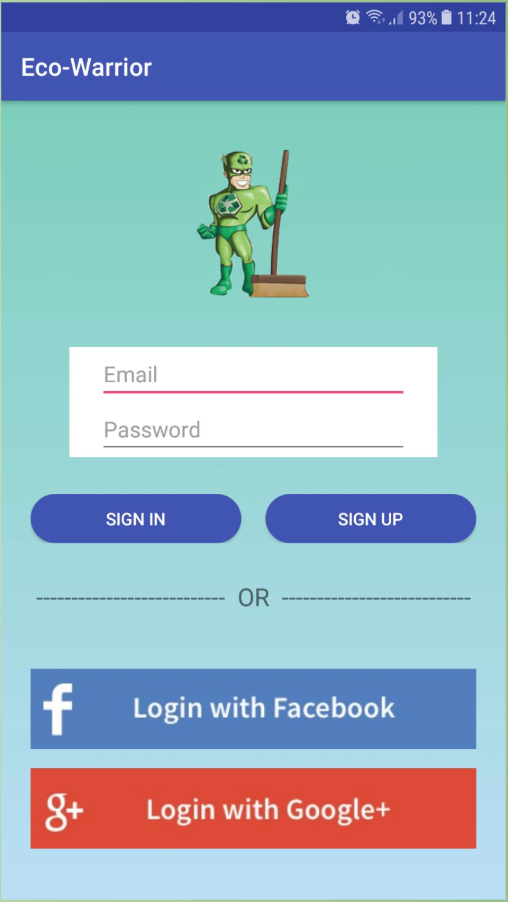 93% 11:24
Eco-Warrior
Email
Password
SIGN IN SIGN UP
--------------------------- OR ---------------------------
f Login with Facebook
g+ Login with Google+